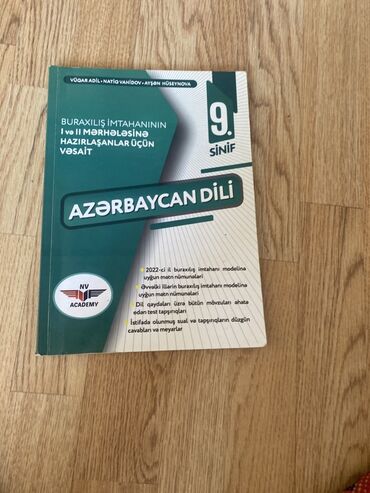 VÜQAR ADİL • NATİQ VAHİDOV • AYŞƏN HÜSEYNOVA
BURAXILIŞ İMTAHANININ
I və II MƏRHƏLƏSİNƏ
HAZIRLAŞANLAR ÜÇÜN
VƏSAİT
9.
SİNİF
AZƏRBAYCAN DİLİ
NV
ACADEMY
2022-ci il buraxılış imtahanı modelinə
uyğun mətn nümunələri
Əvvəlki illərin buraxılış imtahanı modelinə
uyğun mətn nümunələri
Dil qaydaları üzrə bütün mövzuları əhatə
edən test tapşırıqları
İstifadə olunmuş sual və tapşırıqların düzgün
cavabları və meyarlar